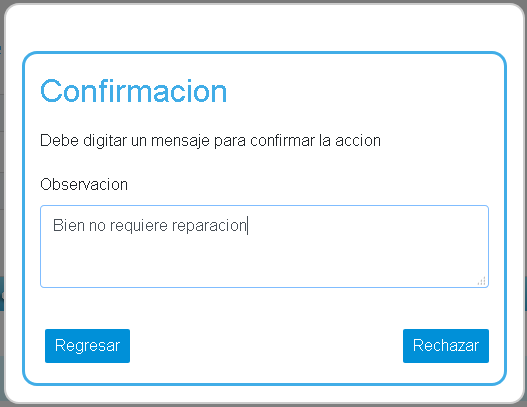 Confirmacion
Debe digitar un mensaje para confirmar la accion
Observacion
Bien no requiere reparacion
Regresar
Rechazar